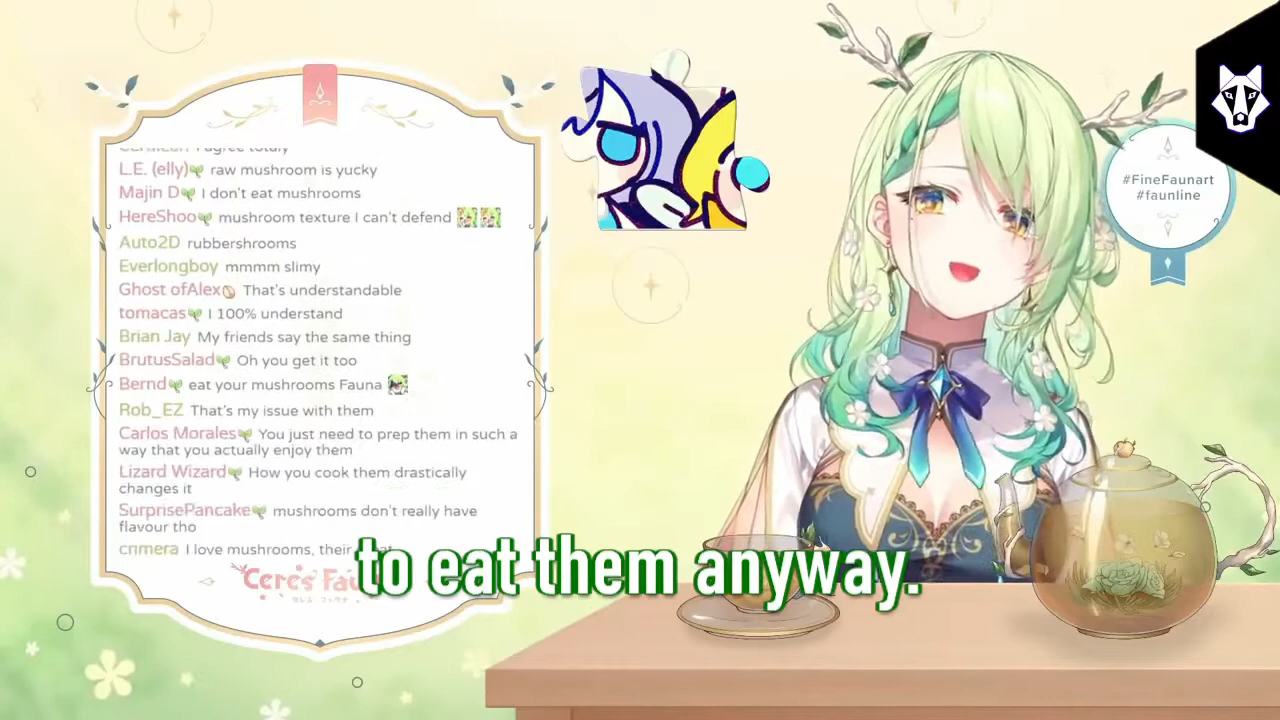 L.E. (elly) raw mushroom is yucky
Majin D I don't eat mushrooms
HereShoo mushroom texture I can't defend
Auto2D rubbershrooms
Everlongboy mmmm slimy
Ghost ofAlex That's understandable
tomacas I 100% understand
Brian Jay My friends say the same thing
BrutusSalad Oh you get it too
Bernd eat your mushrooms Fauna
Rob_EZ That's my issue with them
Carlos Morales You just need to prep them in such a
way that you actually enjoy them
Lizard Wizard How you cook them drastically
changes it
SurprisePancake mushrooms don't really have
flavour tho
crimera I love mushrooms, their
Ceres
to eat them anyway.
#FineFaunart
#faunline